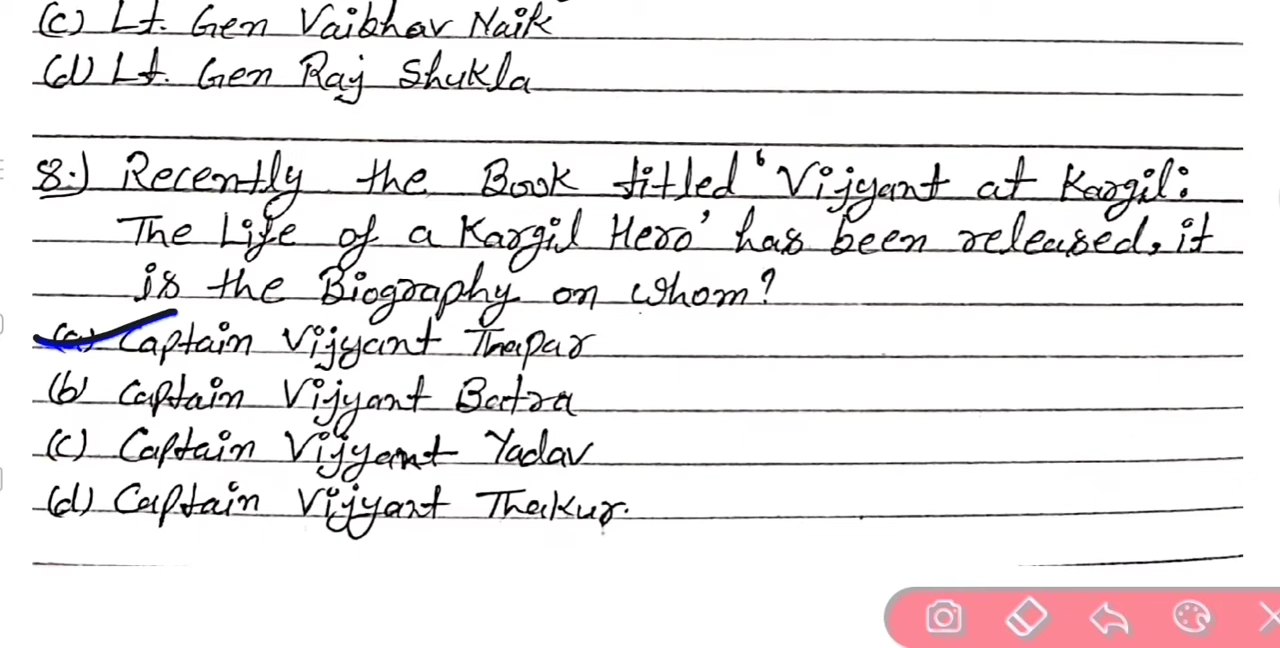 (c) Lt. Gen Vaibhav Naik
(d) Lt. Gen Raj Shukla
8.) Recently the Book titled 'Vijyant at Kargil:
The Life of a Kargil Hero' has been released, it
is the Biography on whom?
(a) Captain Vijyant Thapar
(b) Captain Vijyant Batra
(c) Captain Vijyant Yadav
(d) Captain Vijyant Thakur.